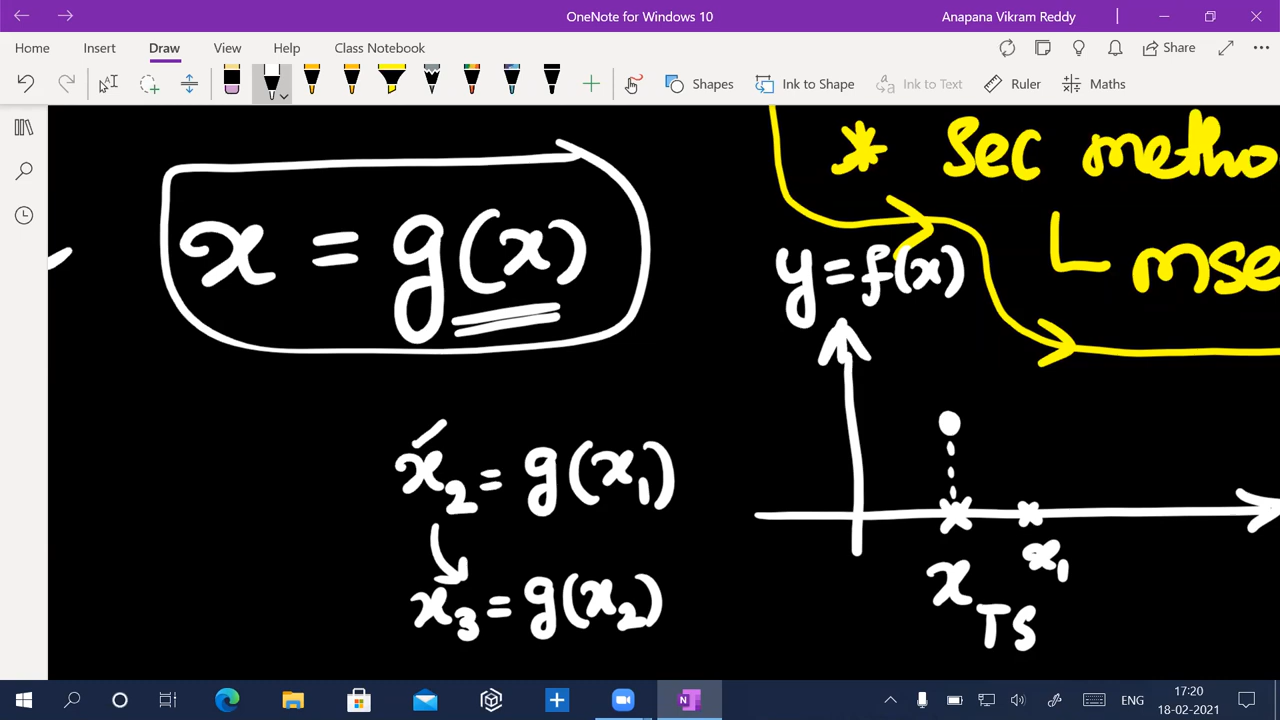 OneNote for Windows 10
Anapana Vikram Reddy
Home Insert Draw View Help Class Notebook Share
Shapes Ink to Shape Ink to Text Ruler Maths
* Sec metho
x = g(x)
y = f(x)
mse
x2 = g(x1)
x3 = g(x2)
x1
xTS
ENG
17:20
18-02-2021